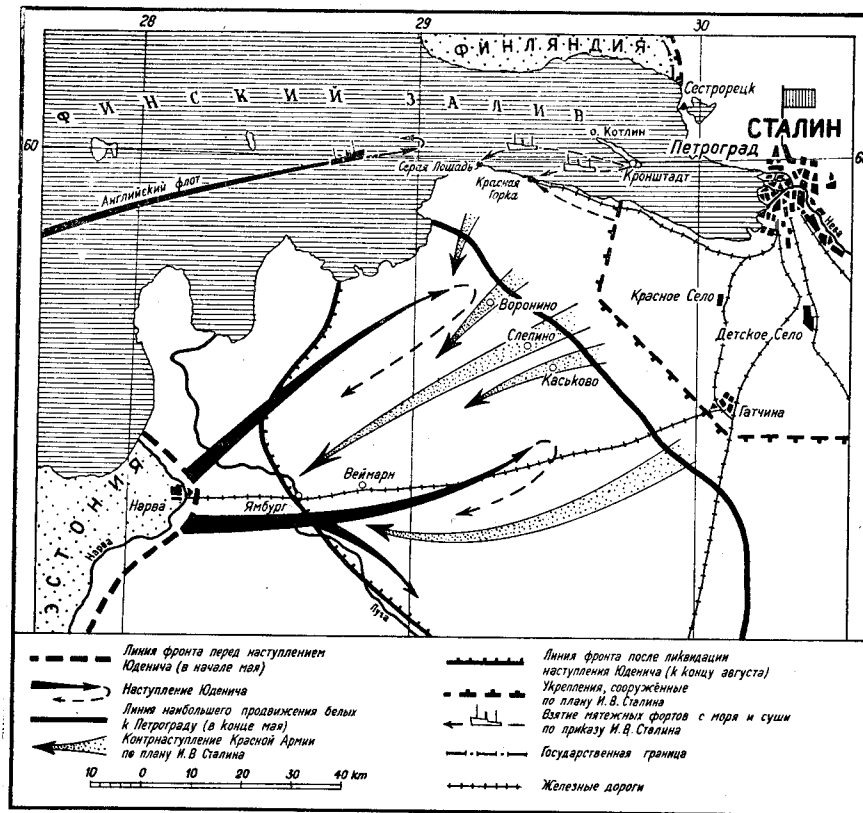 28
29
30
ФИНЛЯНДИЯ
Сестрорецк
ФИНСКИЙ ЗАЛИВ
о. Котлин
СТАЛИН
Петроград
60
60
Английский флот
Серая Лошадь
Красная
Горка
Кронштадт
Нева
Воронино
Красное Село
Слепино
Детское Село
Каськово
Гатчина
Веймарн
Нарва
Ямбург
ЭСТОНИЯ
Нарва
Луга
28
29
30
Линия фронта перед наступлением
Юденича (в начале мая)
Наступление Юденича
Линия наибольшего продвижения белых
к Петрограду (в конце мая)
Контрнаступление Красной Армии
по плану И.В Сталина
10 0 10 20 30 40 км
Линия фронта после ликвидации
наступления Юденича (к концу августа)
Укрепления, сооружённые
по плану И.В. Сталина
Взятие мятежных фортов с моря и суши
по приказу И.В. Сталина
Государственная граница
Железные дороги